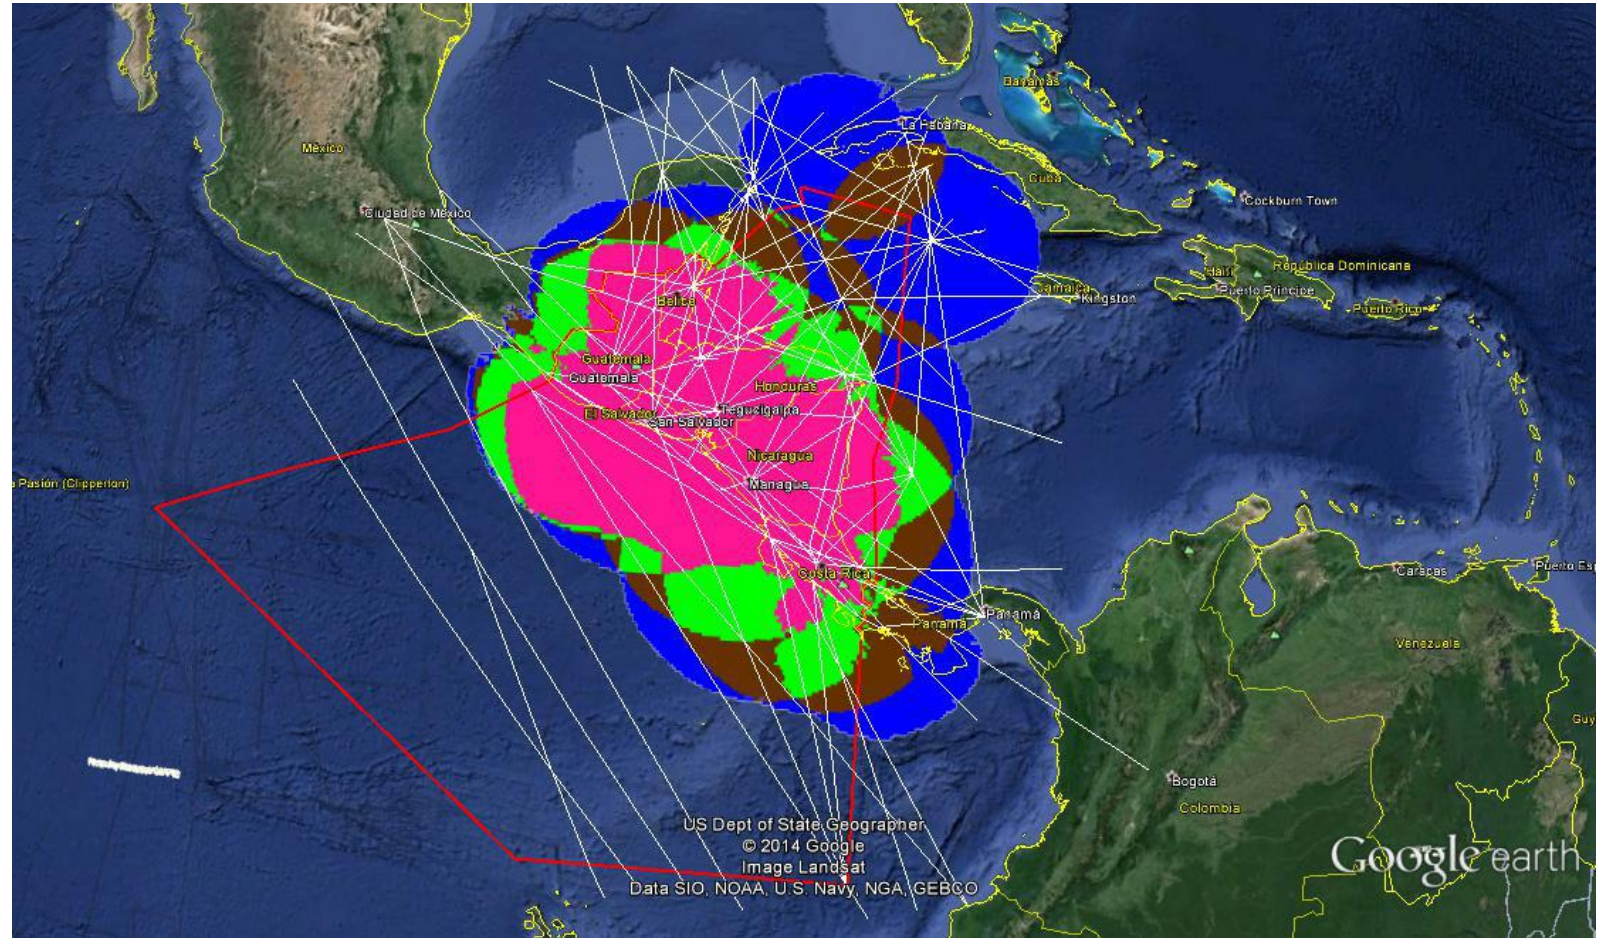 Bahamas
La Habana
México
Cuba
Cockburn Town
Ciudad de México
República Dominicana
Haití
Jamaica
Puerto Príncipe
Kingston
Belice
Puerto Rico
Guatemala
Guatemala
Honduras
Tegucigalpa
El Salvador
San Salvador
Nicaragua
Managua
Pasión (Clipperton)
Costa Rica
Caracas
Puerto Esp
Panamá
Panamá
Venezuela
Guy
Bogotá
Colombia
US Dept of State Geographer
© 2014 Google
Image Landsat
Data SIO, NOAA, U.S. Navy, NGA, GEBCO
Google earth